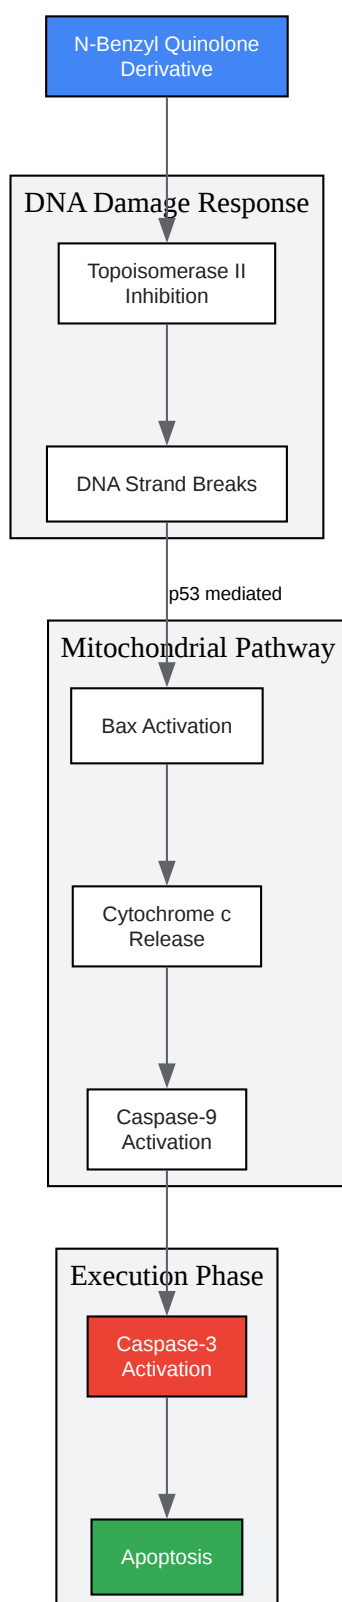 N-Benzyl Quinolone
Derivative
DNA Damage Response
Topoisomerase II
Inhibition
DNA Strand Breaks
p53 mediated
Mitochondrial Pathway
Bax Activation
Cytochrome c
Release
Caspase-9
Activation
Execution Phase
Caspase-3
Activation
Apoptosis